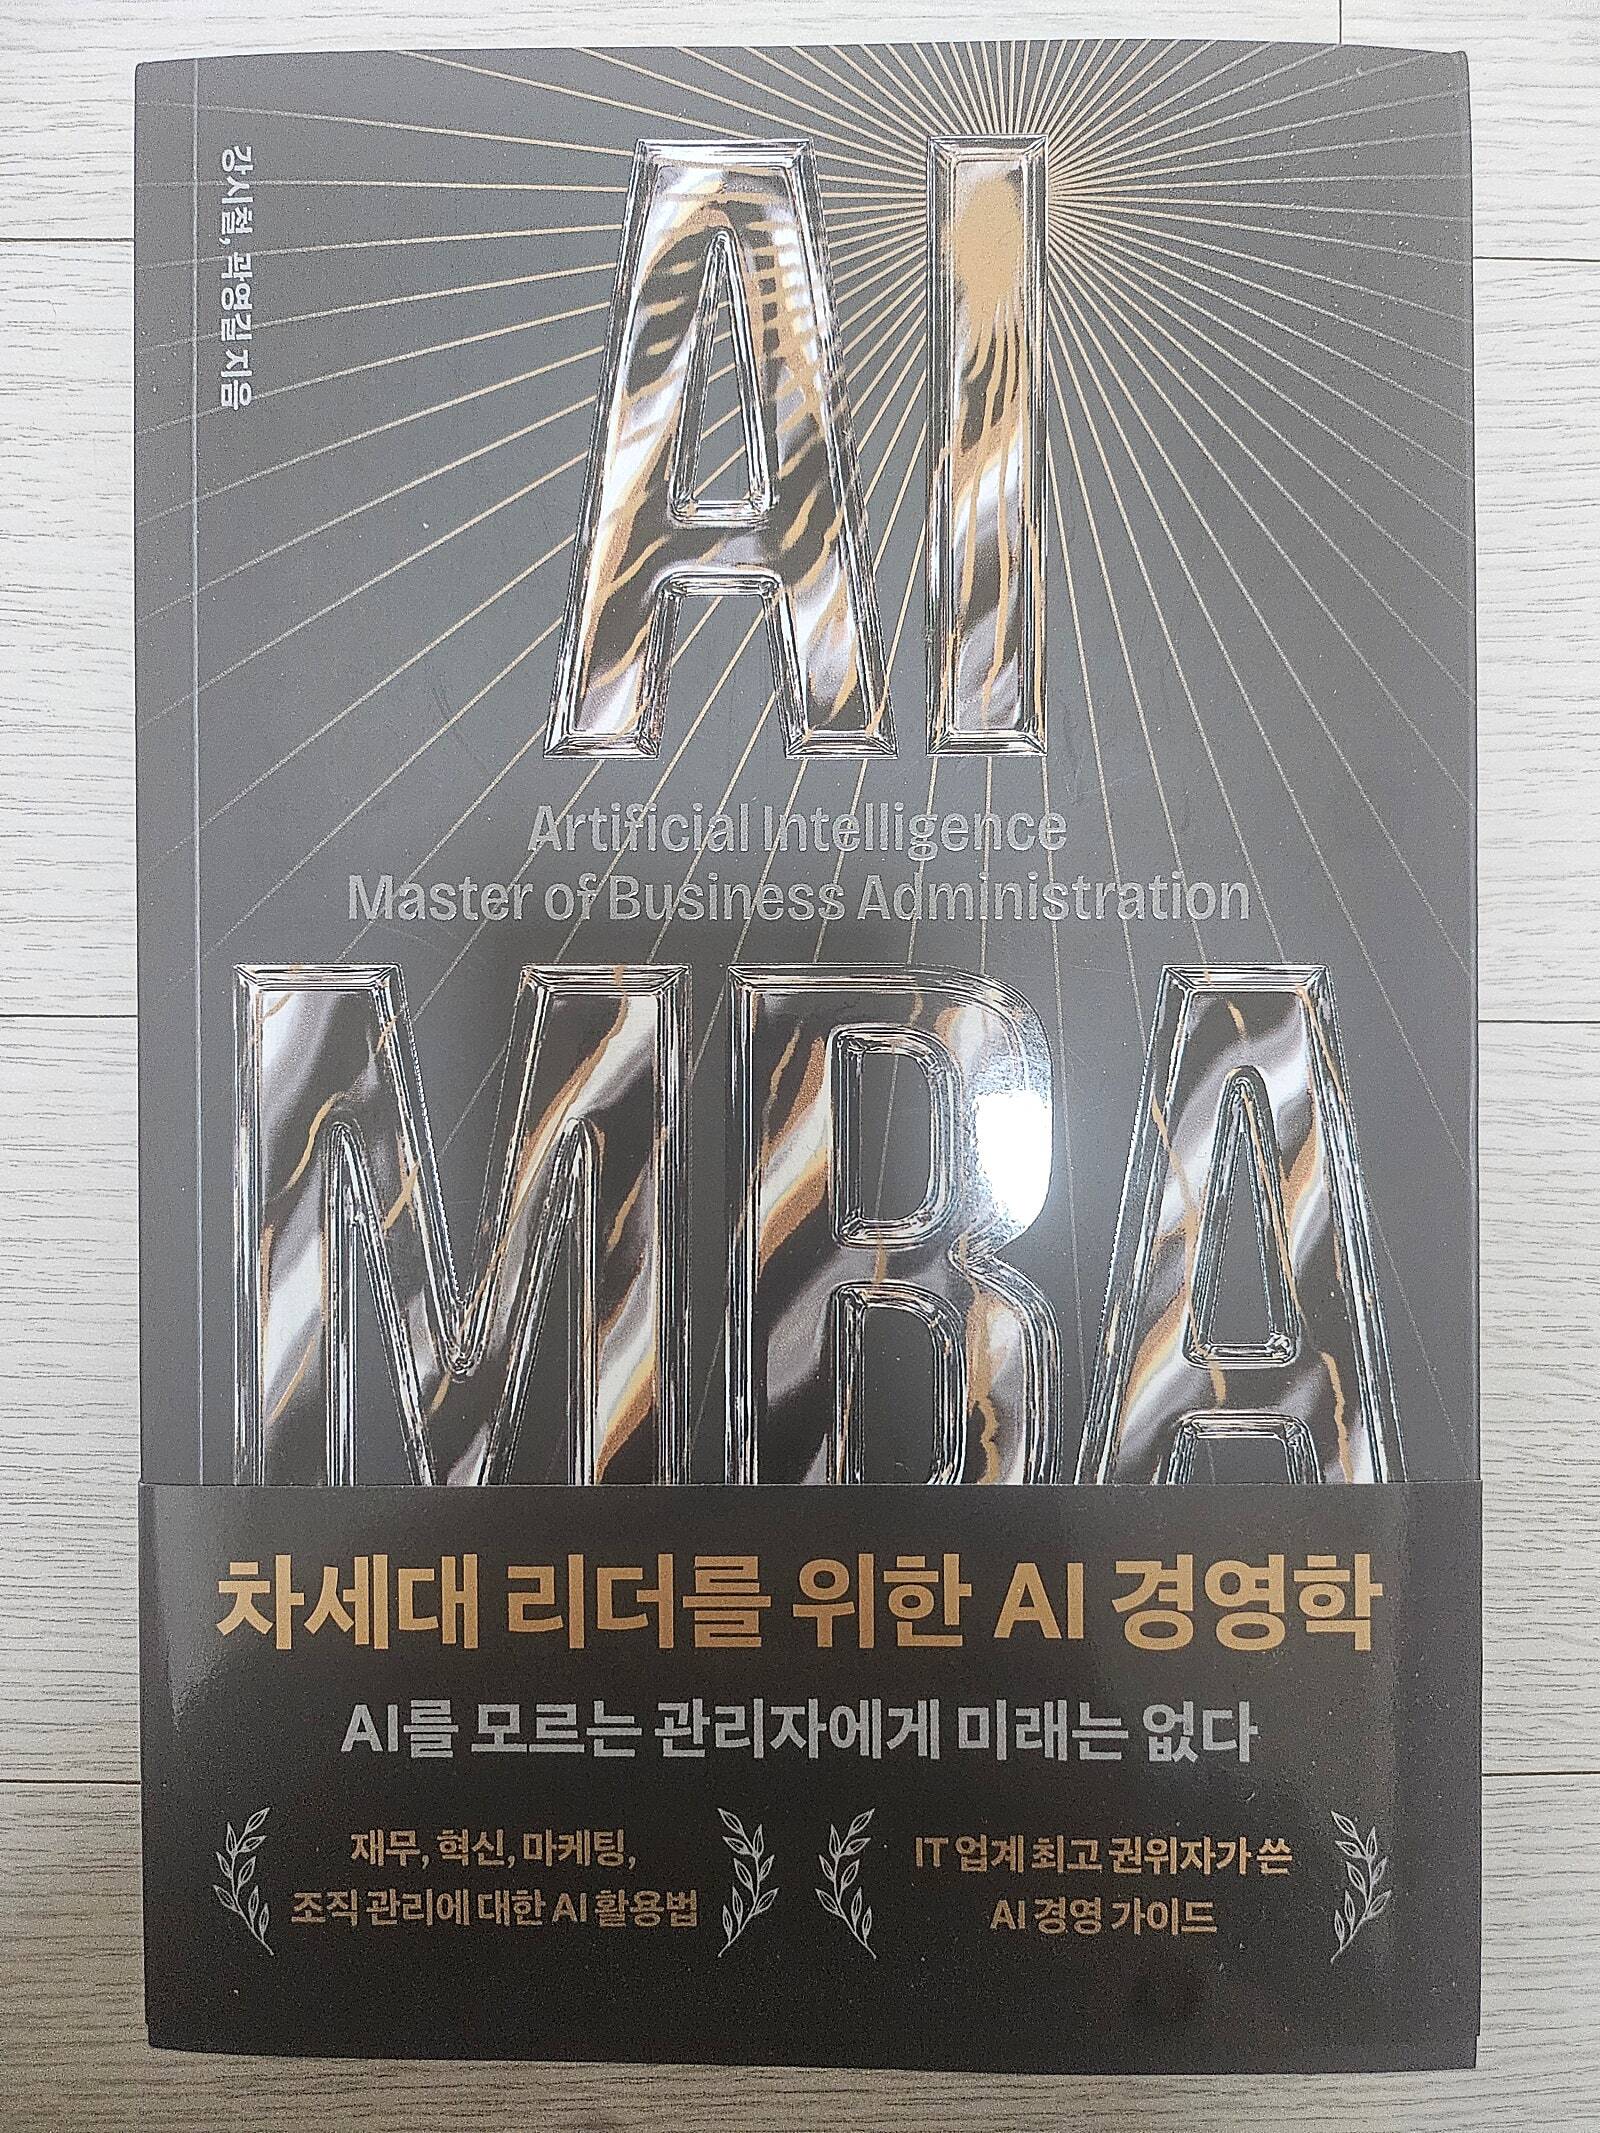 강시철, 곽영길 지음
AI
Artificial Intelligence
Master of Business Administration
MBA
차세대 리더를 위한 AI 경영학
AI를 모르는 관리자에게 미래는 없다
재무, 혁신, 마케팅,
조직 관리에 대한 AI 활용법
IT 업계 최고 권위자가 쓴
AI 경영 가이드